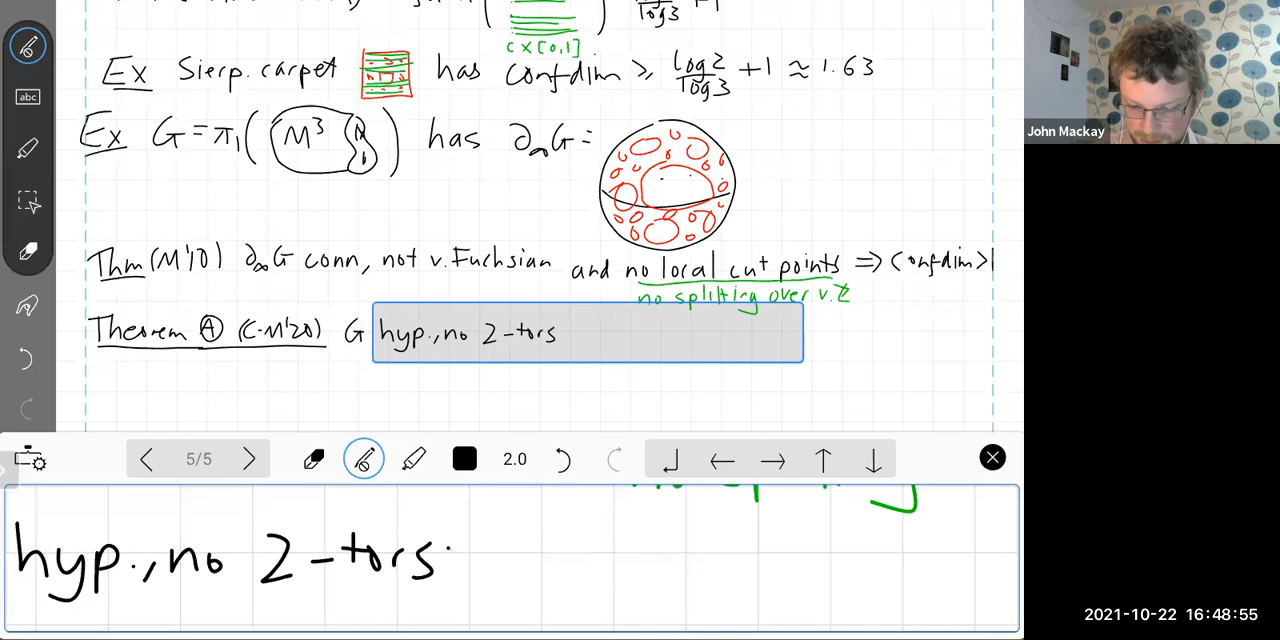 log3
C x [0,1]
Ex Sierp. carpet has Confdim ≥ log2/log3 + 1 ≈ 1.63
Ex G = π₁( M³ ) has ∂∞G =
Thm (M'10) ∂∞G conn, not v. Fuchsian and no local cut points ⇒ Confdim > 1
no splitting over v. Z
Theorem Ⓐ (C-M'20) G hyp., no 2-tors
abc
5/5
2.0
hyp., no 2-tors.
John Mackay
2021-10-22 16:48:55